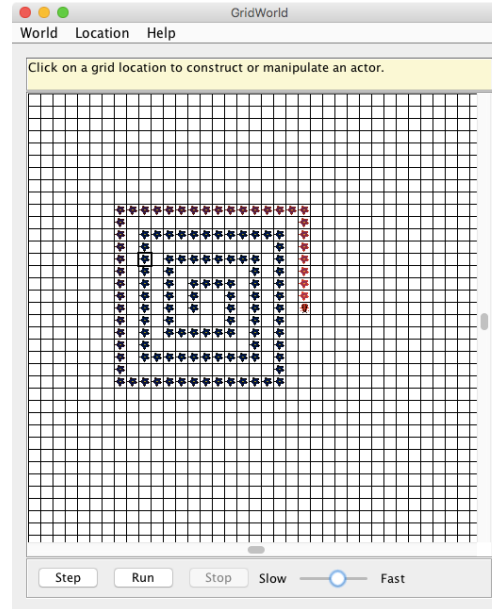 GridWorld
World Location Help
Click on a grid location to construct or manipulate an actor.
Step Run Stop Slow Fast